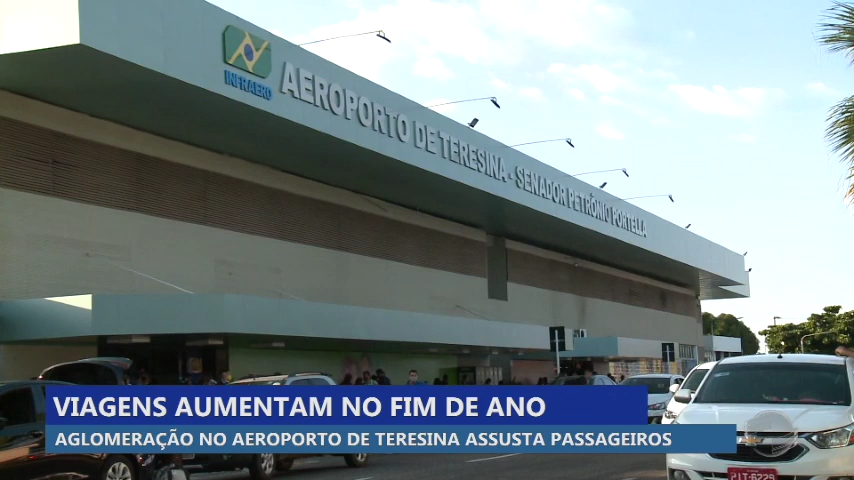 INFRAERO
AEROPORTO DE TERESINA - SENADOR PETRÔNIO PORTELLA
VIAGENS AUMENTAM NO FIM DE ANO
AGLOMERAÇÃO NO AEROPORTO DE TERESINA ASSUSTA PASSAGEIROS